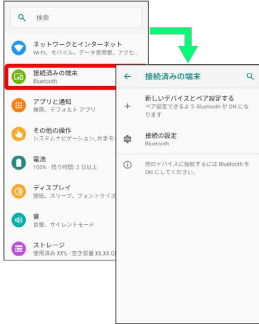 検索
ネットワークとインターネット
Wi-Fi、モバイル、データ使用量、アクセ..
接続済みの端末
Bluetooth
アプリと通知
権限、デフォルト アプリ
その他の操作
システムナビゲーション、共事モー
電池
100% - 残り時間: 2 日以上
ディスプレイ
壁紙、スリープ、フォントサイズ
音
音量、サイレントモード
ストレージ
使用済み XX% - 空き容量 XX.XX G
接続済みの端末
新しいデバイスとペア設定する
ペア設定できるよう Bluetooth が ON にな
ります
接続の設定
Bluetooth
他のデバイスに接続するには Bluetooth を
ON にしてください。